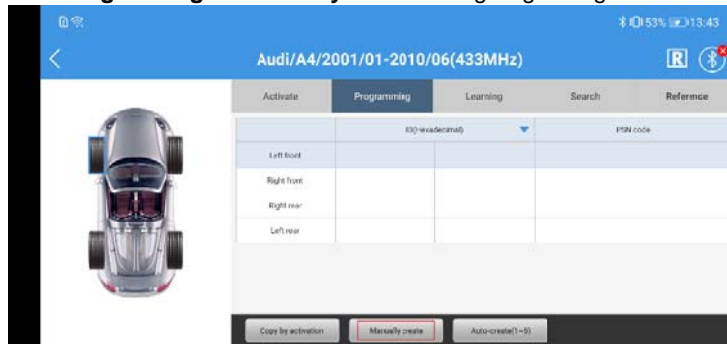 53% 13:43
Audi/A4/2001/01-2010/06(433MHz)
R
Activate Programming Learning Search Reference
ID(Hexadecimal) PSN code
Left front
Right front
Right rear
Left rear
Copy by activation Manually create Auto-create(1~5)